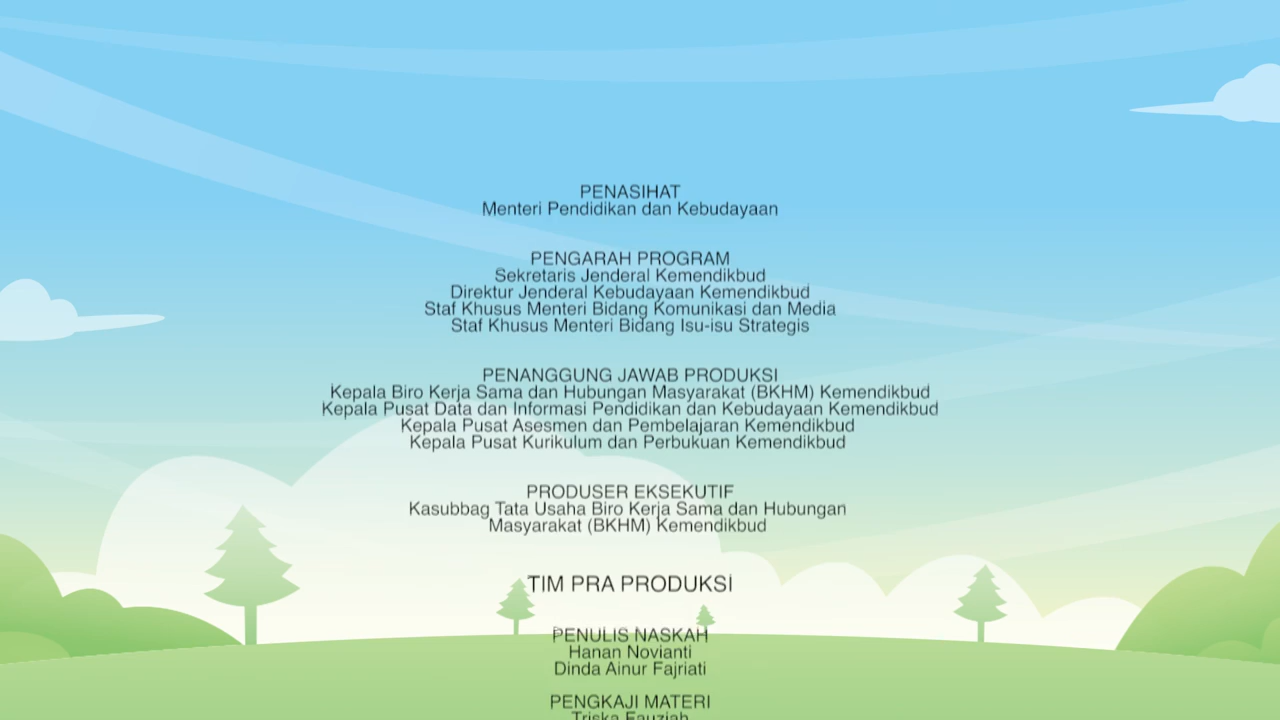 PENASIHAT
Menteri Pendidikan dan Kebudayaan
PENGARAH PROGRAM
Sekretaris Jenderal Kemendikbud
Direktur Jenderal Kebudayaan Kemendikbud
Staf Khusus Menteri Bidang Komunikasi dan Media
Staf Khusus Menteri Bidang Isu-isu Strategis
PENANGGUNG JAWAB PRODUKSI
Kepala Biro Kerja Sama dan Hubungan Masyarakat (BKHM) Kemendikbud
Kepala Pusat Data dan Informasi Pendidikan dan Kebudayaan Kemendikbud
Kepala Pusat Asesmen dan Pembelajaran Kemendikbud
Kepala Pusat Kurikulum dan Perbukuan Kemendikbud
PRODUSER EKSEKUTIF
Kasubbag Tata Usaha Biro Kerja Sama dan Hubungan
Masyarakat (BKHM) Kemendikbud
TIM PRA PRODUKSI
PENULIS NASKAH
Hanan Novianti
Dinda Ainur Fajriati
PENGKAJI MATERI
Triska Fauziah